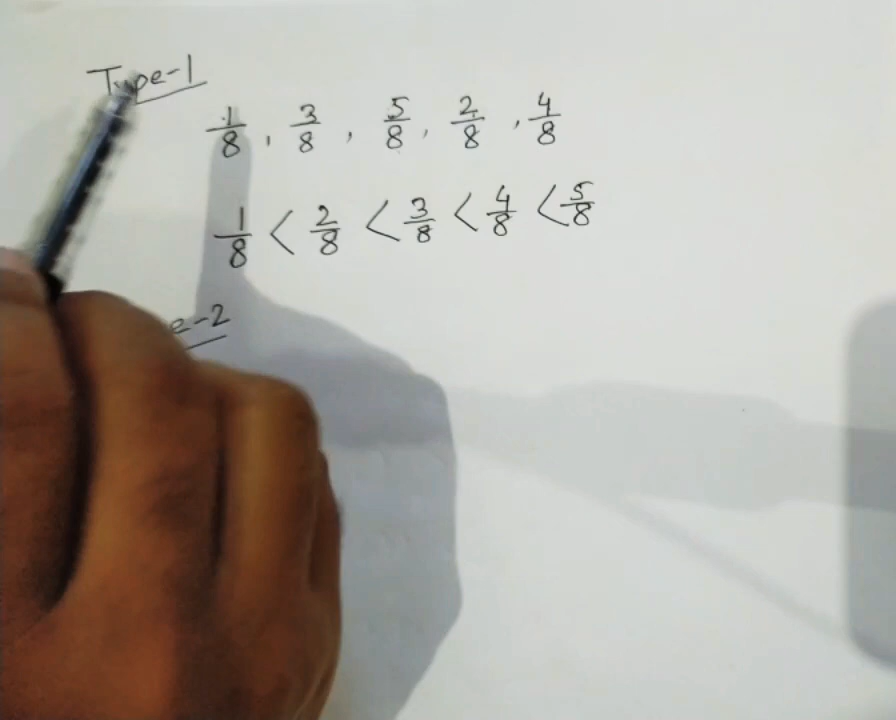 Type-1
1/8, 3/8, 5/8, 2/8, 4/8
1/8 < 2/8 < 3/8 < 4/8 < 5/8
e-2